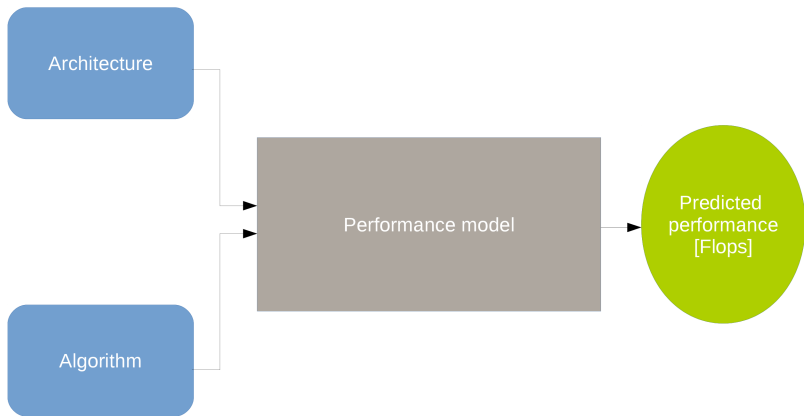 Architecture
Performance model
Predicted
performance
[Flops]
Algorithm